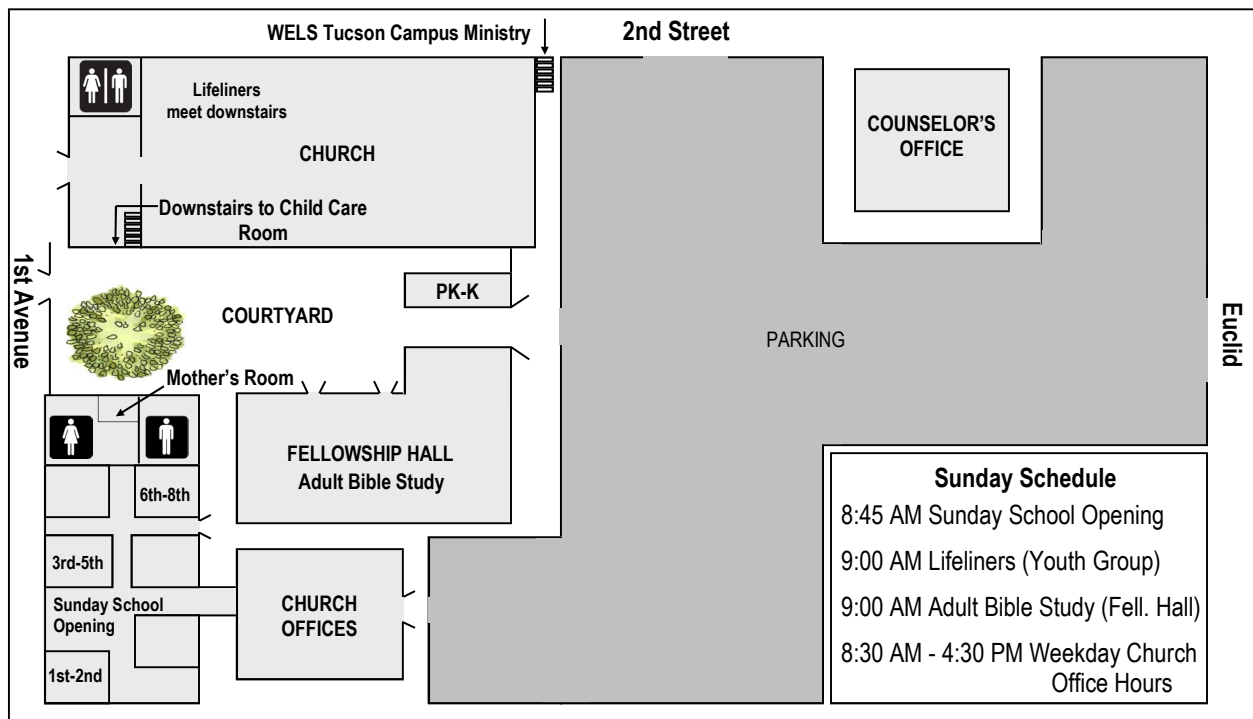 WELS Tucson Campus Ministry
2nd Street
Lifeliners
meet downstairs
CHURCH
COUNSELOR'S
OFFICE
Downstairs to Child Care
Room
1st Avenue
PK-K
COURTYARD
PARKING
Euclid
Mother's Room
FELLOWSHIP HALL
Adult Bible Study
6th-8th
3rd-5th
Sunday School
Opening
CHURCH
OFFICES
1st-2nd
Sunday Schedule
8:45 AM Sunday School Opening
9:00 AM Lifeliners (Youth Group)
9:00 AM Adult Bible Study (Fell. Hall)
8:30 AM - 4:30 PM Weekday Church
Office Hours